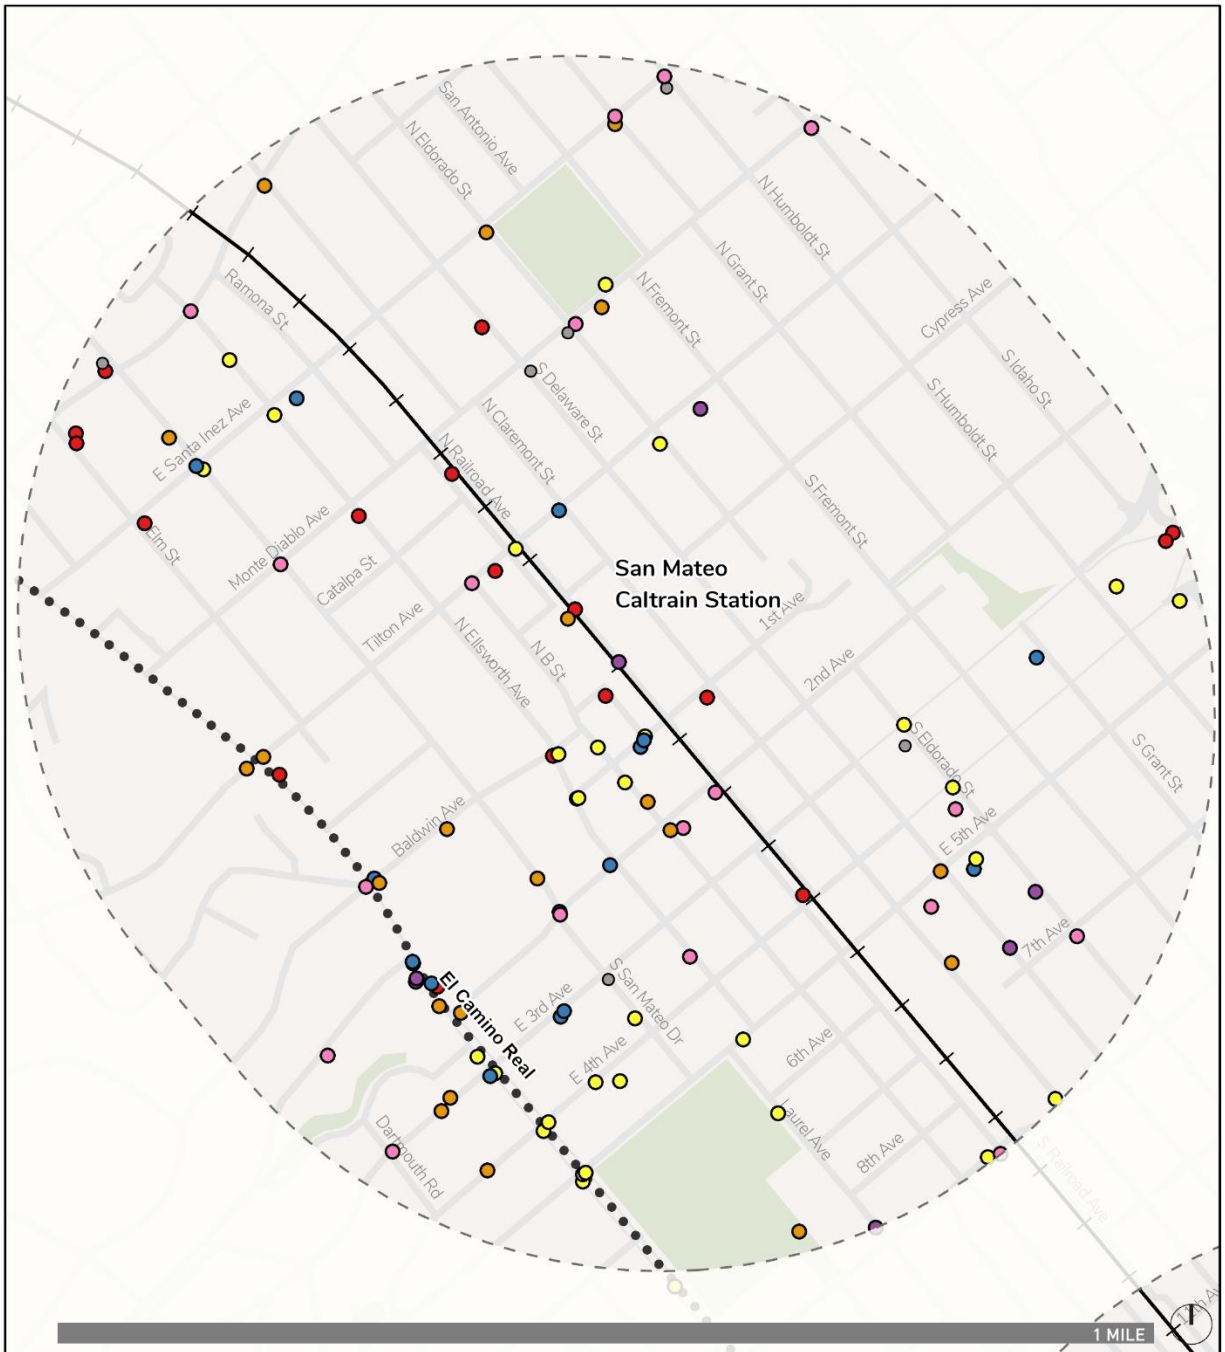 San Antonio Ave
N Eldorado St
N Humboldt St
N Grant St
N Fremont St
Cypress Ave
Ramona St
S Idaho St
S Delaware St
S Humboldt St
N Claremont St
E Santa Inez Ave
N Railroad Ave
S Fremont St
Elm St
Monte Diablo Ave
Catalpa St
San Mateo
Caltrain Station
1st Ave
Tilton Ave
N Ellsworth Ave
N B St
2nd Ave
S Eldorado St
S Grant St
Baldwin Ave
E 5th Ave
7th Ave
El Camino Real
E 3rd Ave
S San Mateo Dr
E 4th Ave
6th Ave
Laurel Ave
8th Ave
Dartmouth Rd
S Railroad Ave
11th Av
1 MILE